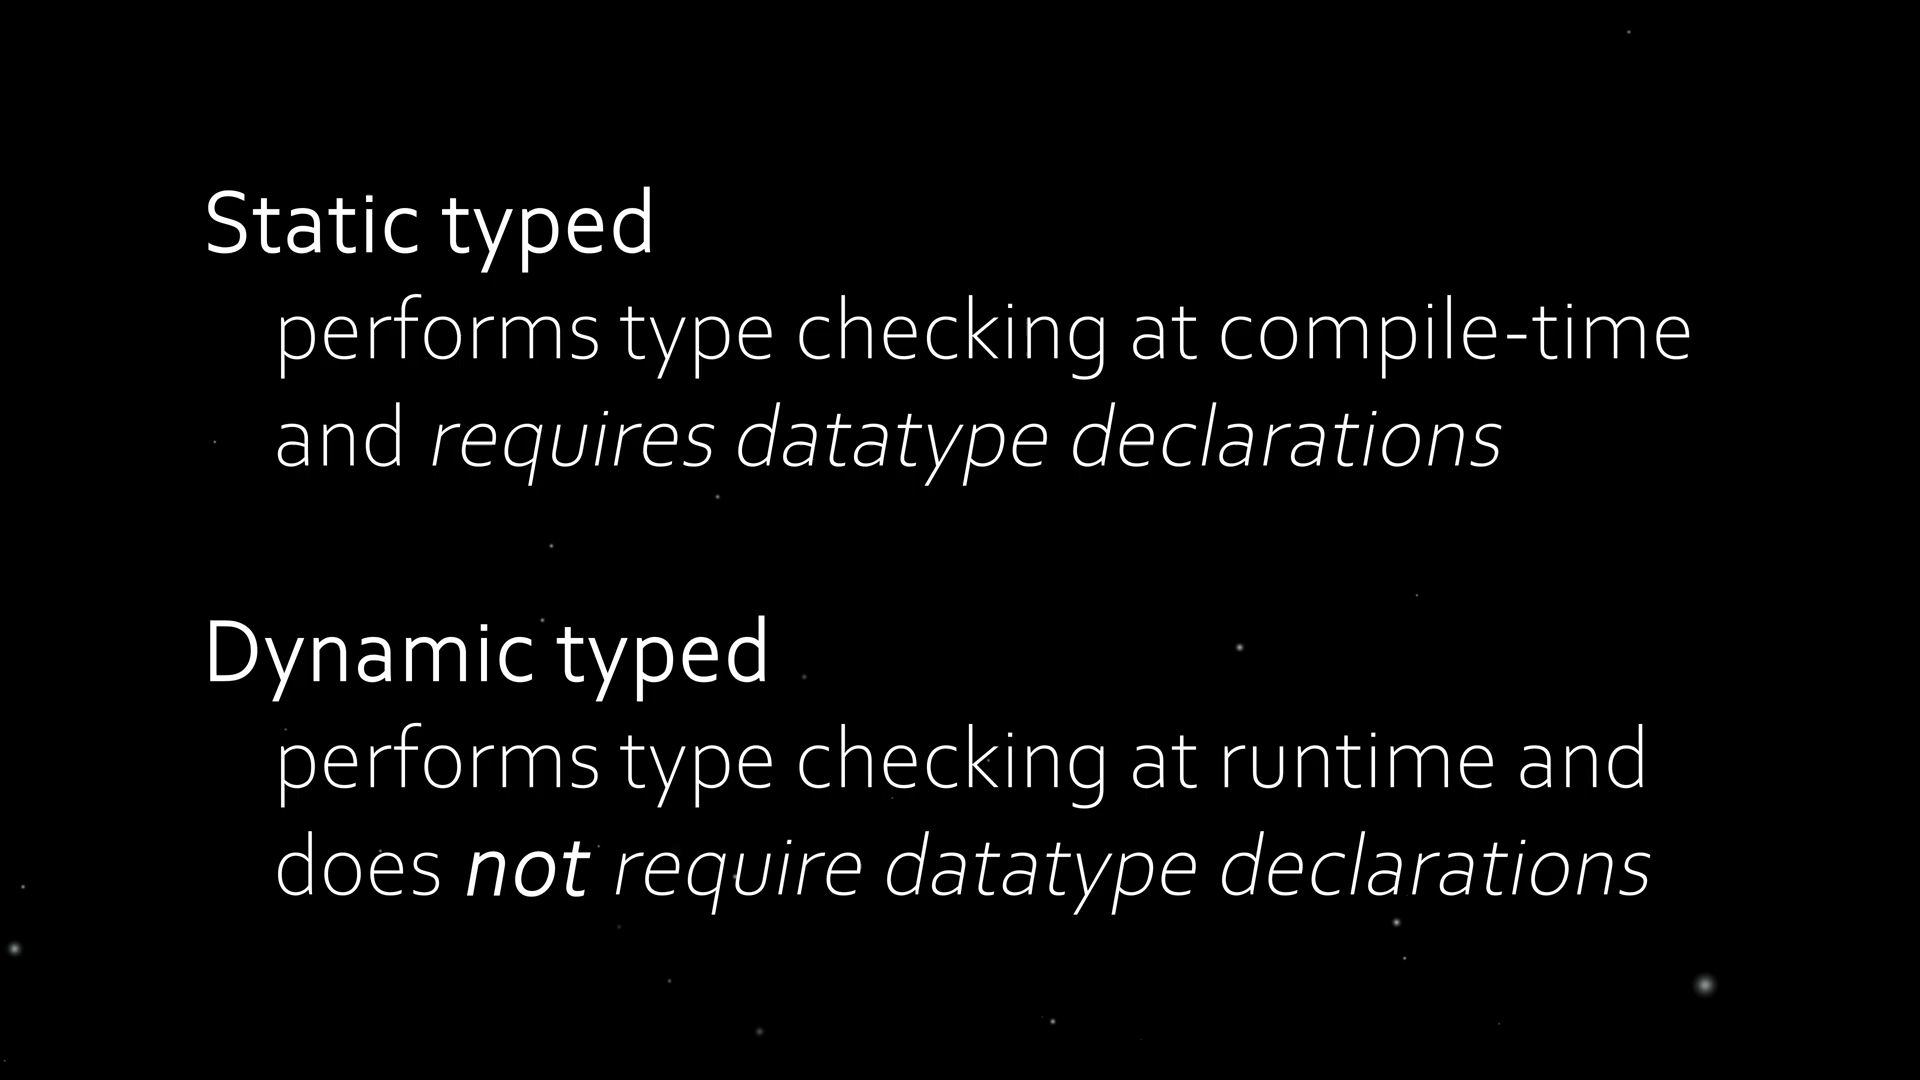 Static typed
performs type checking at compile-time
and requires datatype declarations
Dynamic typed
performs type checking at runtime and
does not require datatype declarations